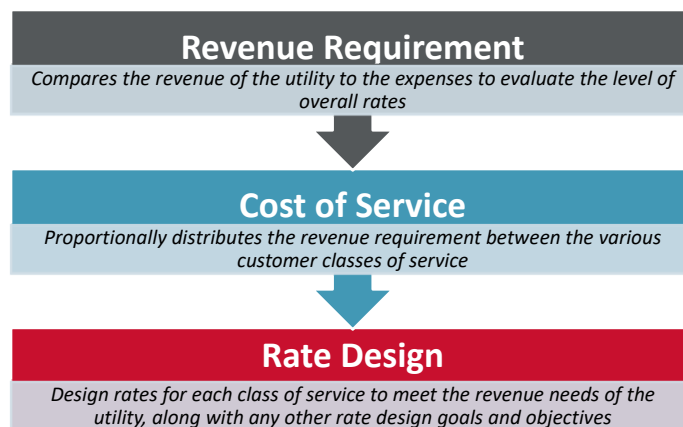 Revenue Requirement
Compares the revenue of the utility to the expenses to evaluate the level of
overall rates
Cost of Service
Proportionally distributes the revenue requirement between the various
customer classes of service
Rate Design
Design rates for each class of service to meet the revenue needs of the
utility, along with any other rate design goals and objectives